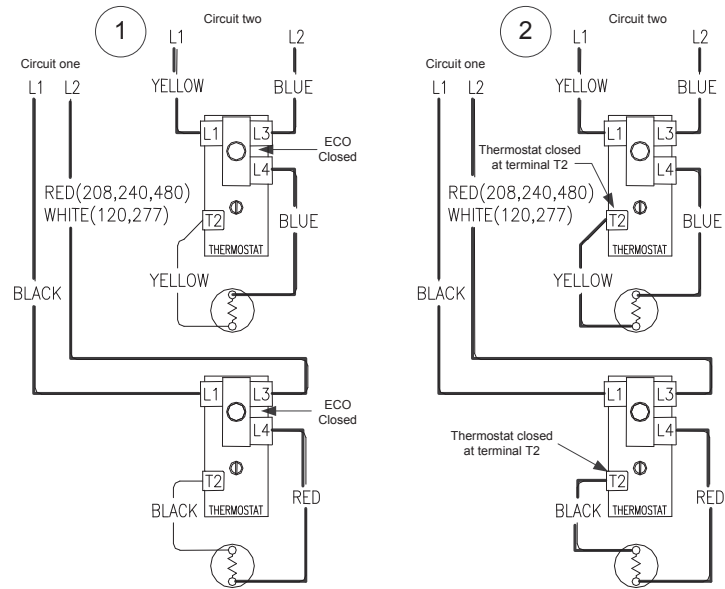 1
Circuit two
L1
L2
Circuit one
L1
L2
YELLOW
BLUE
L1
L3
ECO
Closed
L4
RED(208,240,480)
WHITE(120,277)
T2
BLUE
THERMOSTAT
YELLOW
BLACK
L1
L3
ECO
Closed
L4
T2
RED
BLACK
THERMOSTAT
2
Circuit two
L1
L2
Circuit one
L1
L2
YELLOW
BLUE
L1
L3
Thermostat closed
at terminal T2
L4
RED(208,240,480)
WHITE(120,277)
T2
BLUE
THERMOSTAT
YELLOW
BLACK
L1
L3
L4
Thermostat closed
at terminal T2
T2
RED
BLACK
THERMOSTAT